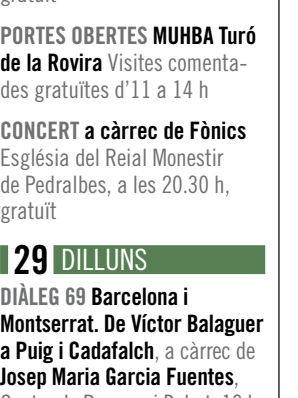 gratuït
PORTES OBERTES MUHBA Turó
de la Rovira Visites comenta-
des gratuïtes d’11 a 14 h
CONCERT a càrrec de Fònics
Església del Reial Monestir
de Pedralbes, a les 20.30 h,
gratuït
29 DILLUNS
DIÀLEG 69 Barcelona i
Montserrat. De Víctor Balaguer
a Puig i Cadafalch, a càrrec de
Josep Maria Garcia Fuentes,